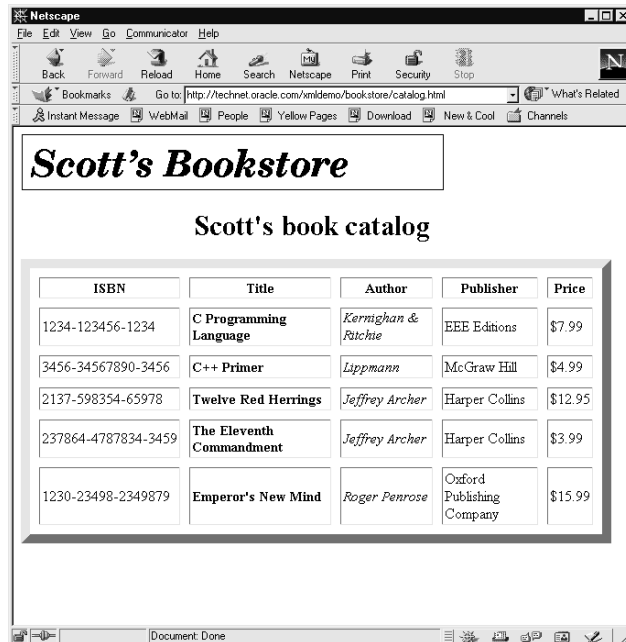 Netscape
File Edit View Go Communicator Help
Back Forward Reload Home Search Netscape Print Security Stop
My
N
Bookmarks Go to: http://technet.oracle.com/xmldemo/bookstore/catalog.html What's Related
Instant Message WebMail People Yellow Pages Download New & Cool Channels
Scott's Bookstore
Scott's book catalog
ISBN Title Author Publisher Price
1234-123456-1234 C Programming Language Kernighan & Ritchie EEE Editions $7.99
3456-34567890-3456 C++ Primer Lippmann McGraw Hill $4.99
2137-598354-65978 Twelve Red Herrings Jeffrey Archer Harper Collins $12.95
237864-4787834-3459 The Eleventh Commandment Jeffrey Archer Harper Collins $3.99
1230-23498-2349879 Emperor's New Mind Roger Penrose Oxford Publishing Company $15.99
Document: Done